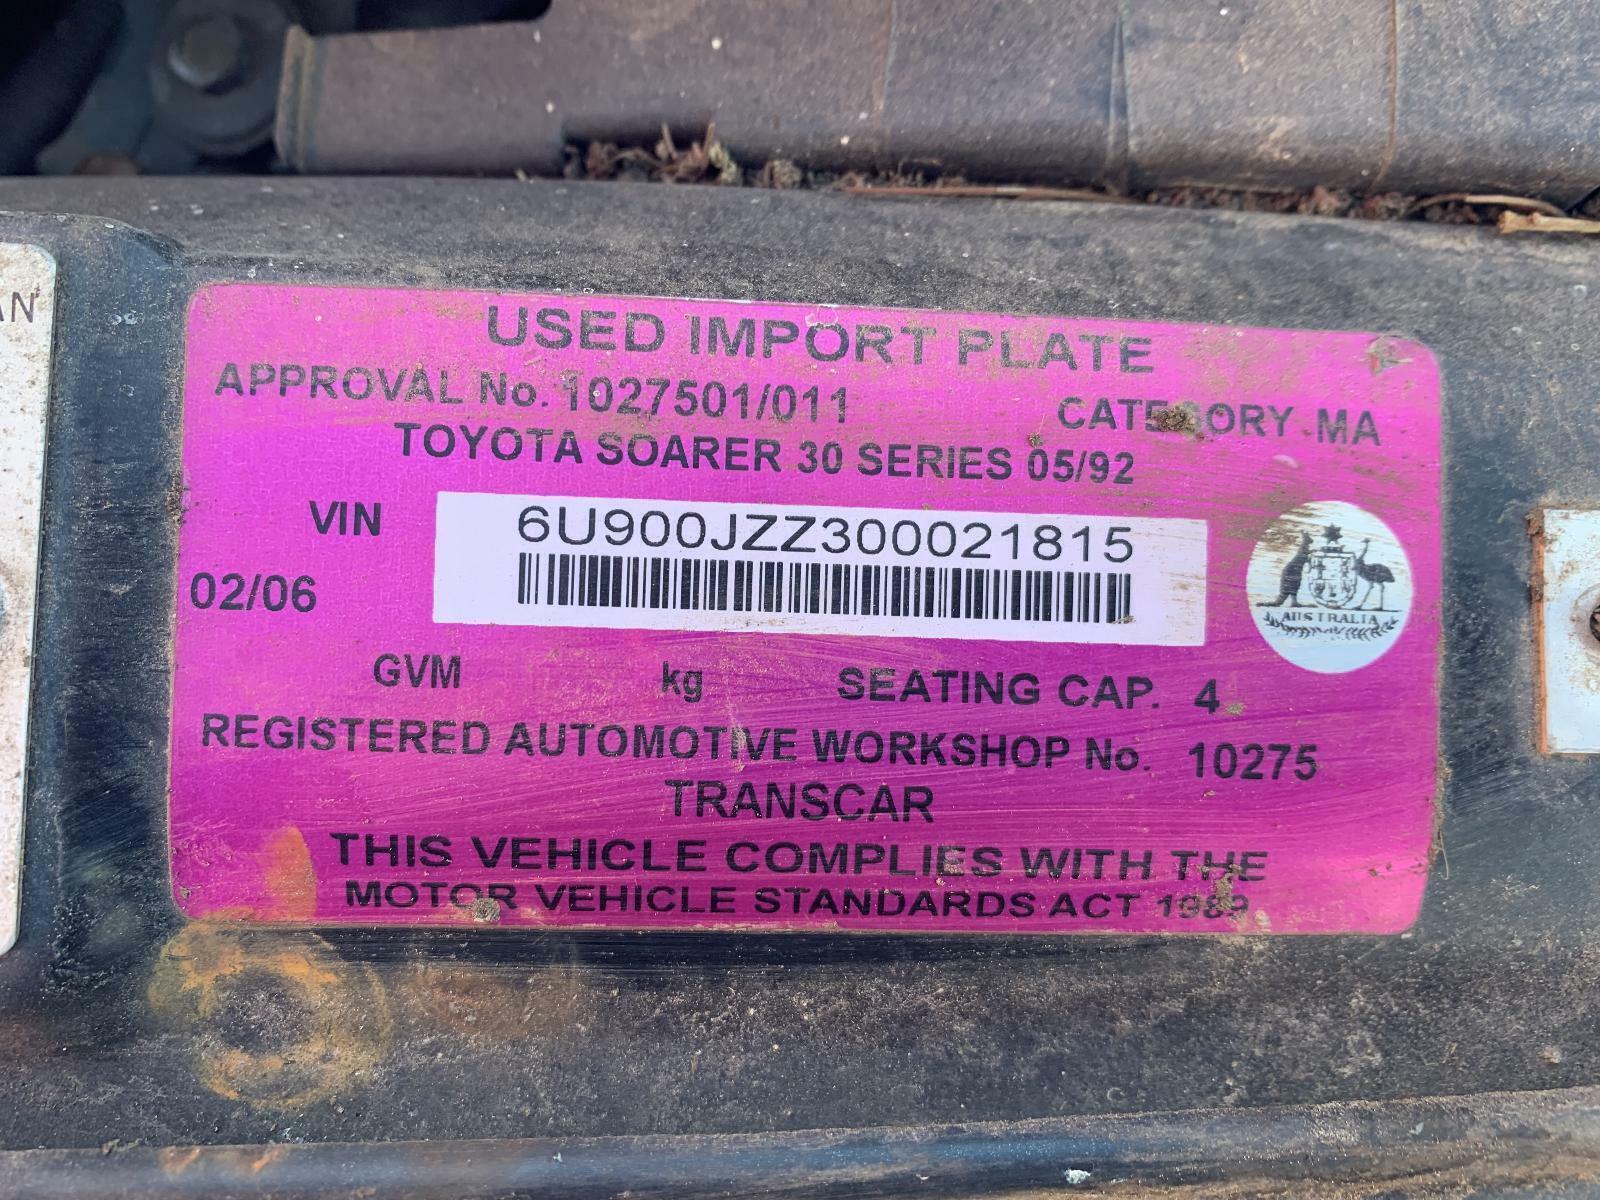 AN
USED IMPORT PLATE
APPROVAL No. 1027501/011
CATEGORY MA
TOYOTA SOARER 30 SERIES 05/92
VIN 6U900JZZ300021815
02/06
AUSTRALIA
GVM kg SEATING CAP. 4
REGISTERED AUTOMOTIVE WORKSHOP No. 10275
TRANSCAR
THIS VEHICLE COMPLIES WITH THE
MOTOR VEHICLE STANDARDS ACT 1989